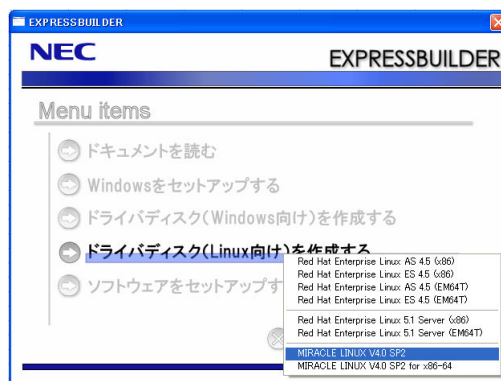 EXPRESSBUILDER
NEC
EXPRESSBUILDER
Menu items
ドキュメントを読む
Windowsをセットアップする
ドライバディスク(Windows向け)を作成する
ドライバディスク(Linux向け)を作成する
ソフトウェアをセットアップす
Red Hat Enterprise Linux AS 4.5 (x86)
Red Hat Enterprise Linux ES 4.5 (x86)
Red Hat Enterprise Linux AS 4.5 (EM64T)
Red Hat Enterprise Linux ES 4.5 (EM64T)
Red Hat Enterprise Linux 5.1 Server (x86)
Red Hat Enterprise Linux 5.1 Server (EM64T)
MIRACLE LINUX V4.0 SP2
MIRACLE LINUX V4.0 SP2 for x86-64